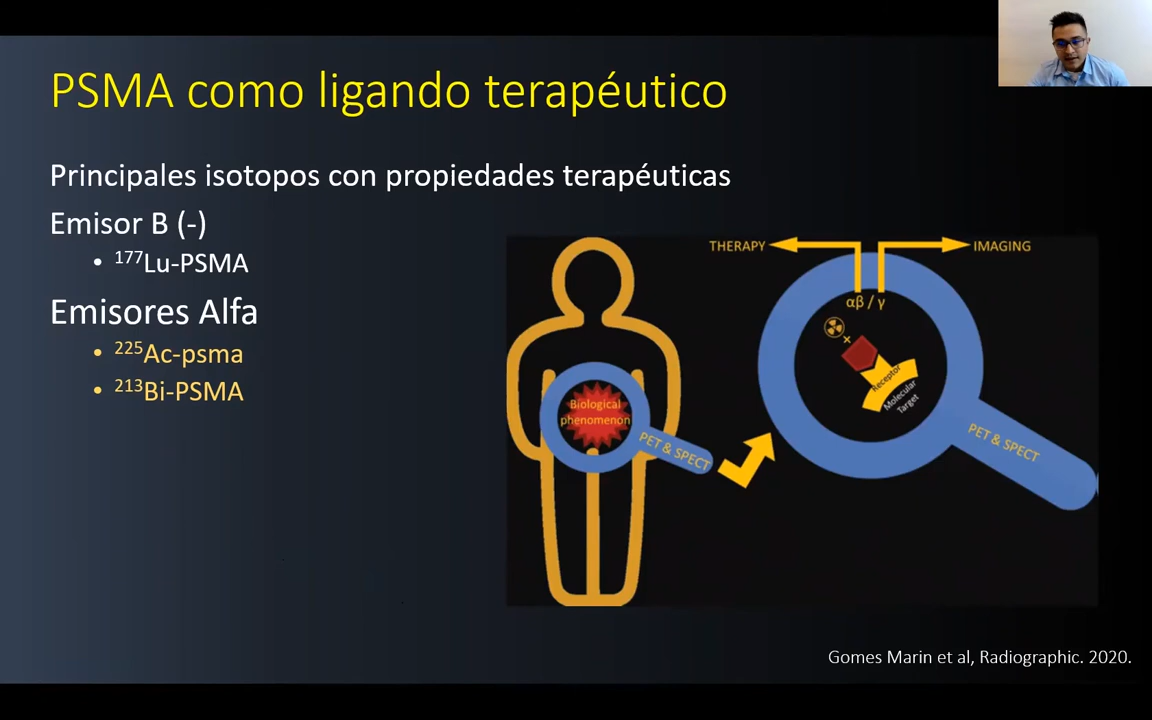 PSMA como ligando terapéutico
Principales isotopos con propiedades terapéuticas
Emisor B (-)
• ¹⁷⁷Lu-PSMA
Emisores Alfa
• ²²⁵Ac-psma
• ²¹³Bi-PSMA
Biological
phenomenon
PET & SPECT
THERAPY
IMAGING
αβ / γ
+
Receptor
Molecular
Target
PET & SPECT
Gomes Marin et al, Radiographic. 2020.